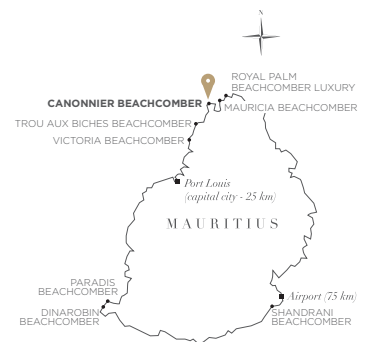 N
ROYAL PALM
BEACHCOMBER LUXURY
CANONNIER BEACHCOMBER
MAURICIA BEACHCOMBER
TROU AUX BICHES BEACHCOMBER
VICTORIA BEACHCOMBER
Port Louis
(capital city - 25 km)
MAURITIUS
PARADIS
BEACHCOMBER
Airport (75 km)
DINAROBIN
BEACHCOMBER
SHANDRANI
BEACHCOMBER